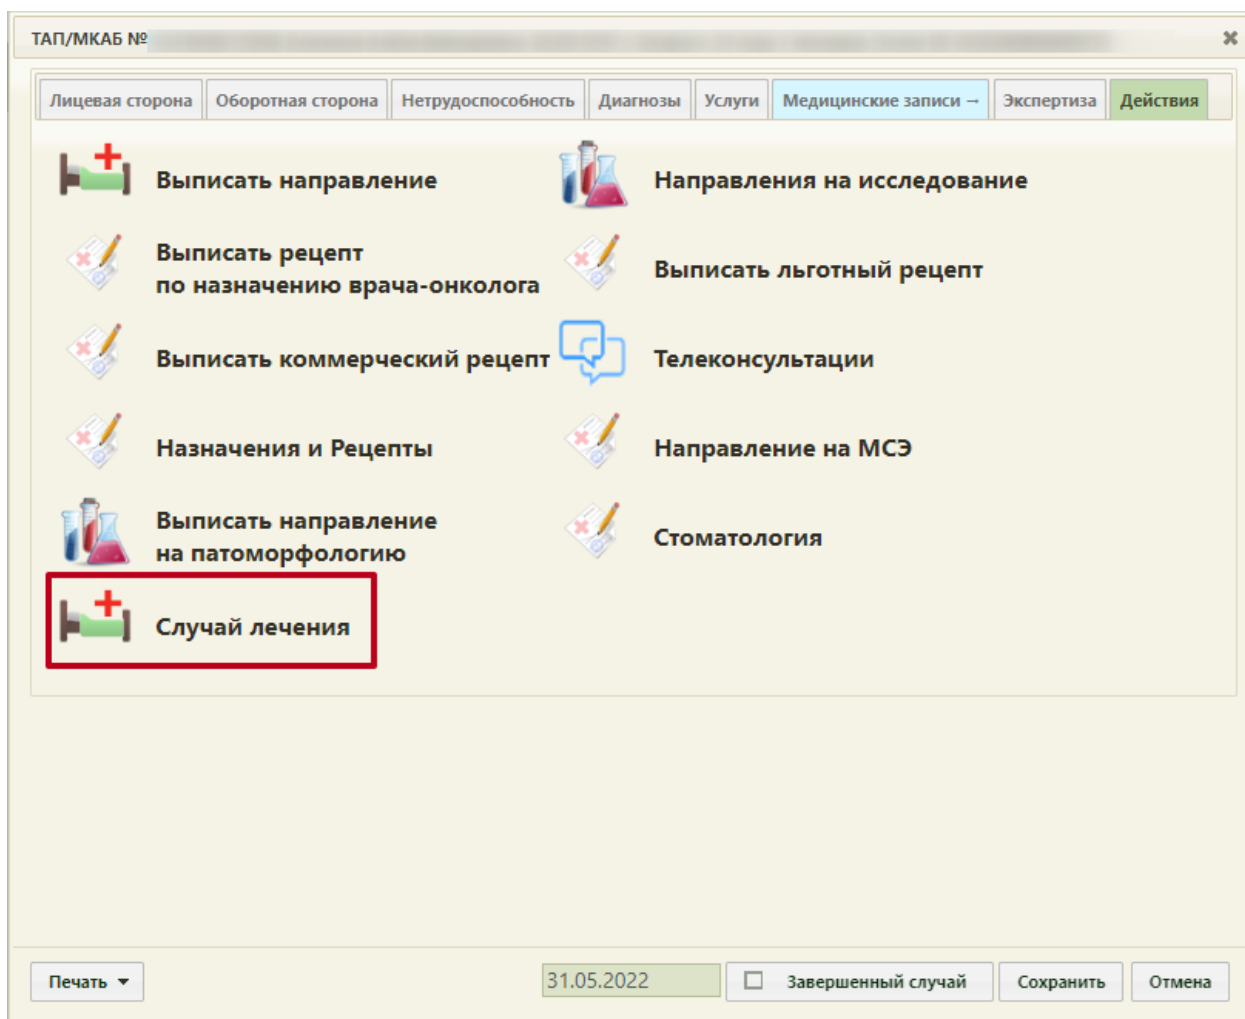 ТАП/МКАБ №
Лицевая сторона Оборотная сторона Нетрудоспособность Диагнозы Услуги Медицинские записи → Экспертиза Действия
Выписать направление
Направления на исследование
Выписать рецепт
по назначению врача-онколога
Выписать льготный рецепт
Выписать коммерческий рецепт
Телеконсультации
Назначения и Рецепты
Направление на МСЭ
Выписать направление
на патоморфологию
Стоматология
Случай лечения
Печать 31.05.2022 Завершенный случай Сохранить Отмена